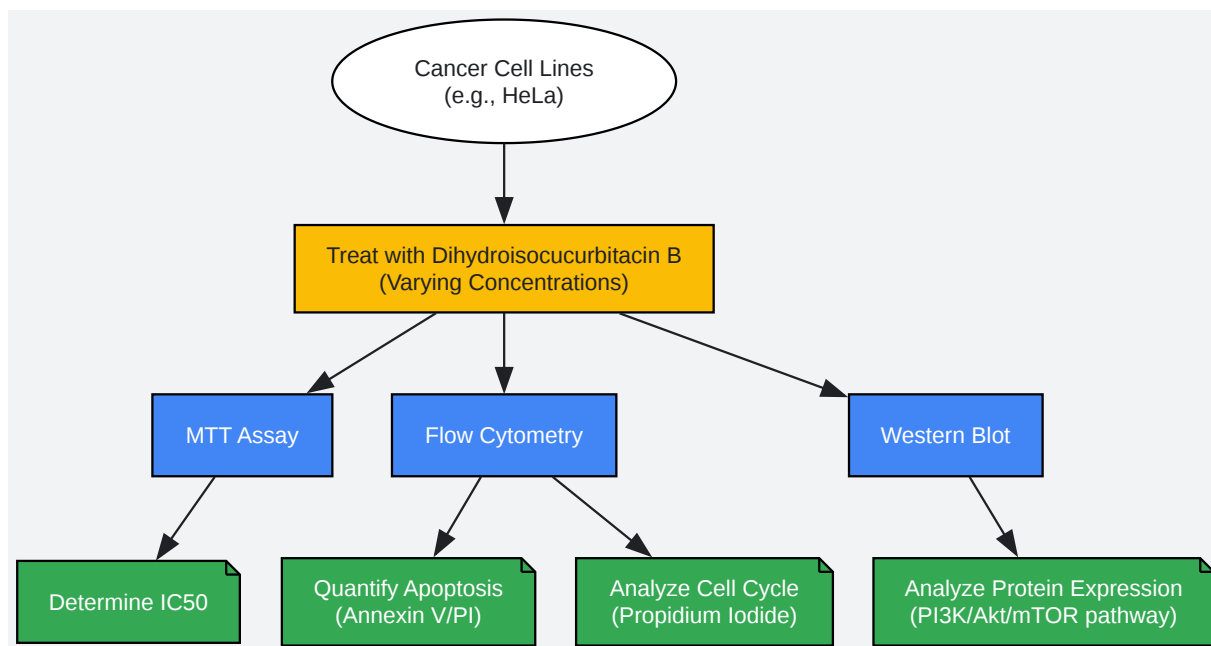 Cancer Cell Lines
(e.g., HeLa)
Treat with Dihydroisocucurbitacin B
(Varying Concentrations)
MTT Assay
Flow Cytometry
Western Blot
Determine IC50
Quantify Apoptosis
(Annexin V/PI)
Analyze Cell Cycle
(Propidium Iodide)
Analyze Protein Expression
(PI3K/Akt/mTOR pathway)